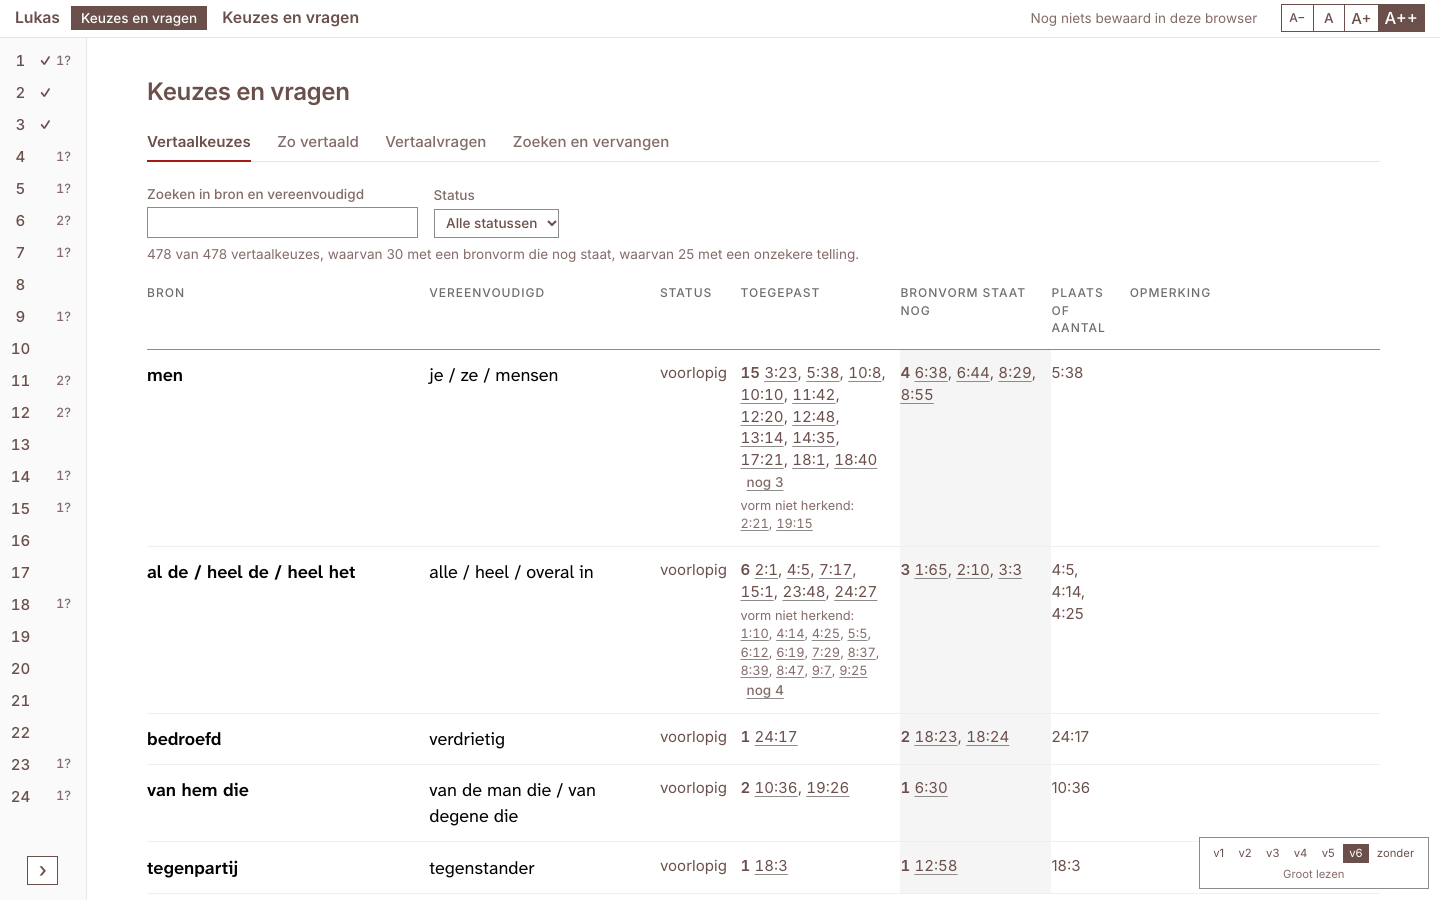 Lukas Keuzes en vragen Keuzes en vragen Nog niets bewaard in deze browser A− A A+ A++
1 ✓ 1?
2 ✓
3 ✓
4 1?
5 1?
6 2?
7 1?
8
9 1?
10
11 2?
12 2?
13
14 1?
15 1?
16
17
18 1?
19
20
21
22
23 1?
24 1?
›
Keuzes en vragen
Vertaalkeuzes Zo vertaald Vertaalvragen Zoeken en vervangen
Zoeken in bron en vereenvoudigd Status
Alle statussen
478 van 478 vertaalkeuzes, waarvan 30 met een bronvorm die nog staat, waarvan 25 met een onzekere telling.
BRON VEREENVOUDIGD STATUS TOEGEPAST BRONVORM STAAT NOG PLAATS OF AANTAL OPMERKING
men je / ze / mensen voorlopig 15 3:23, 5:38, 10:8, 4 6:38, 6:44, 8:29, 5:38
10:10, 11:42, 8:55
12:20, 12:48,
13:14, 14:35,
17:21, 18:1, 18:40
nog 3
vorm niet herkend:
2:21, 19:15
al de / heel de / heel het alle / heel / overal in voorlopig 6 2:1, 4:5, 7:17, 3 1:65, 2:10, 3:3 4:5,
15:1, 23:48, 24:27 4:14,
vorm niet herkend: 4:25
1:10, 4:14, 4:25, 5:5,
6:12, 6:19, 7:29, 8:37,
8:39, 8:47, 9:7, 9:25
nog 4
bedroefd verdrietig voorlopig 1 24:17 2 18:23, 18:24 24:17
van hem die van de man die / van voorlopig 2 10:36, 19:26 1 6:30 10:36
degene die
tegenpartij tegenstander voorlopig 1 18:3 1 12:58 18:3
v1 v2 v3 v4 v5 v6 zonder
Groot lezen